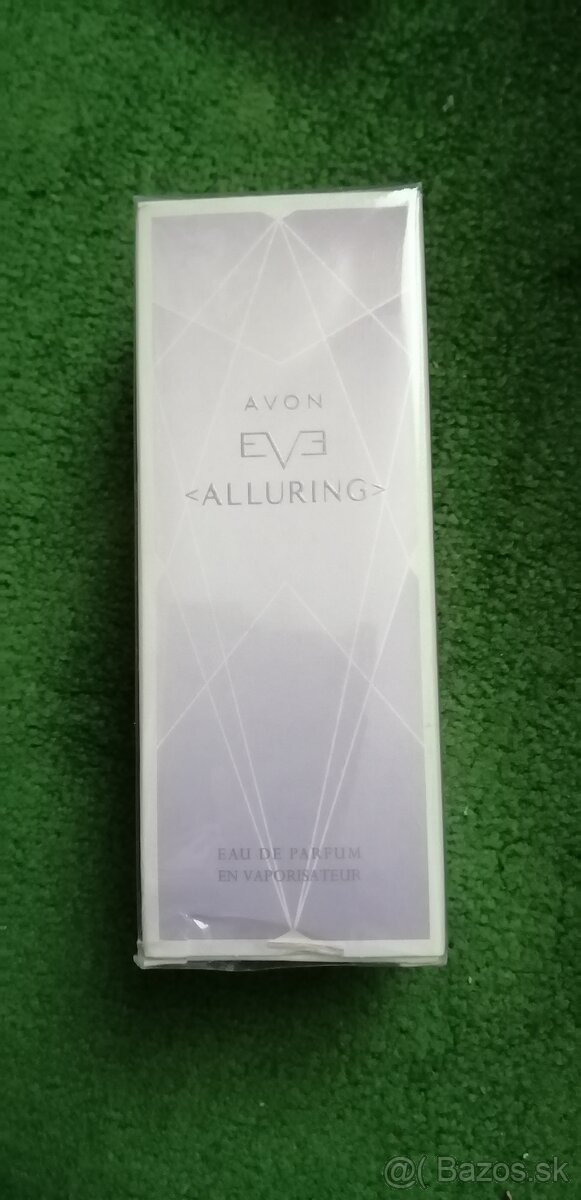 AVON
EVE
<ALLURING>
EAU DE PARFUM
EN VAPORISATEUR
@( Bazos.sk